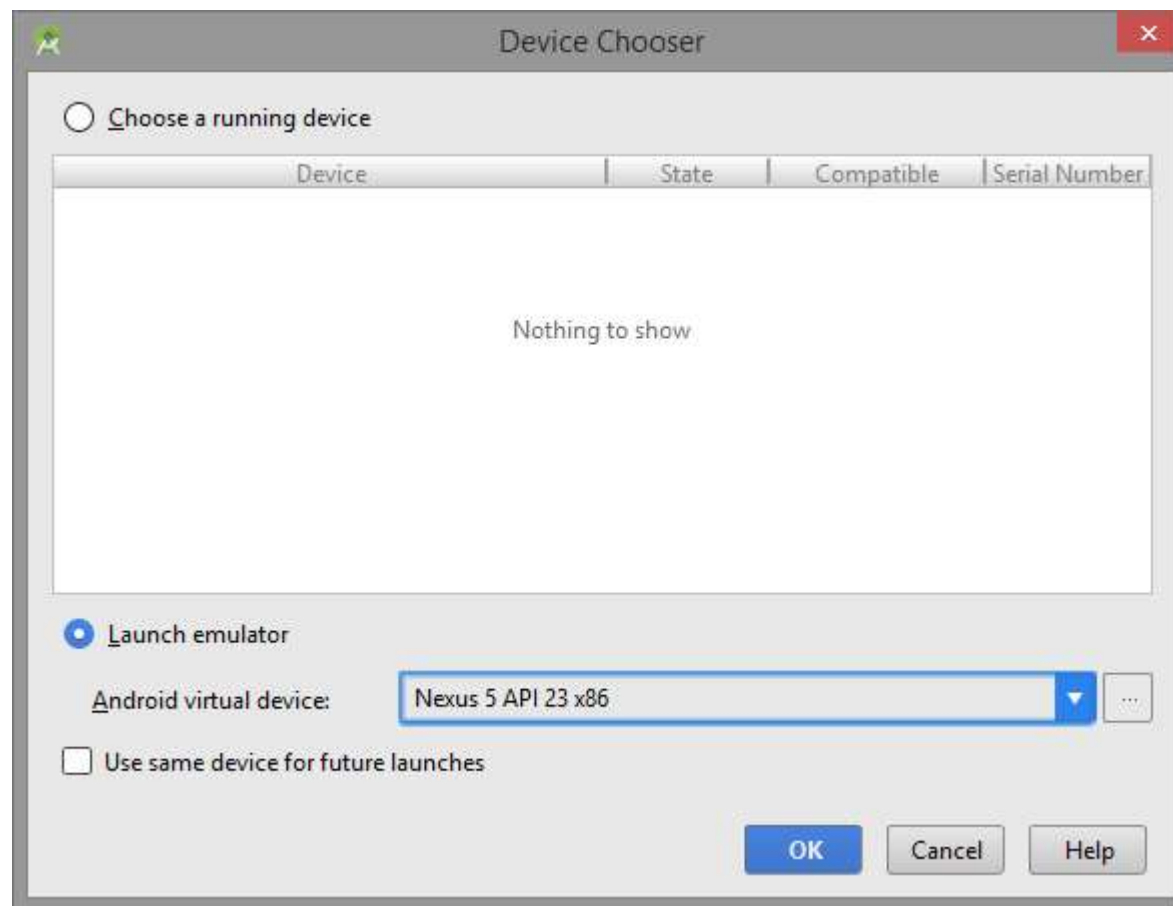 Device Chooser
Choose a running device
Device State Compatible Serial Number
Nothing to show
Launch emulator
Android virtual device: Nexus 5 API 23 x86 ...
Use same device for future launches
OK Cancel Help